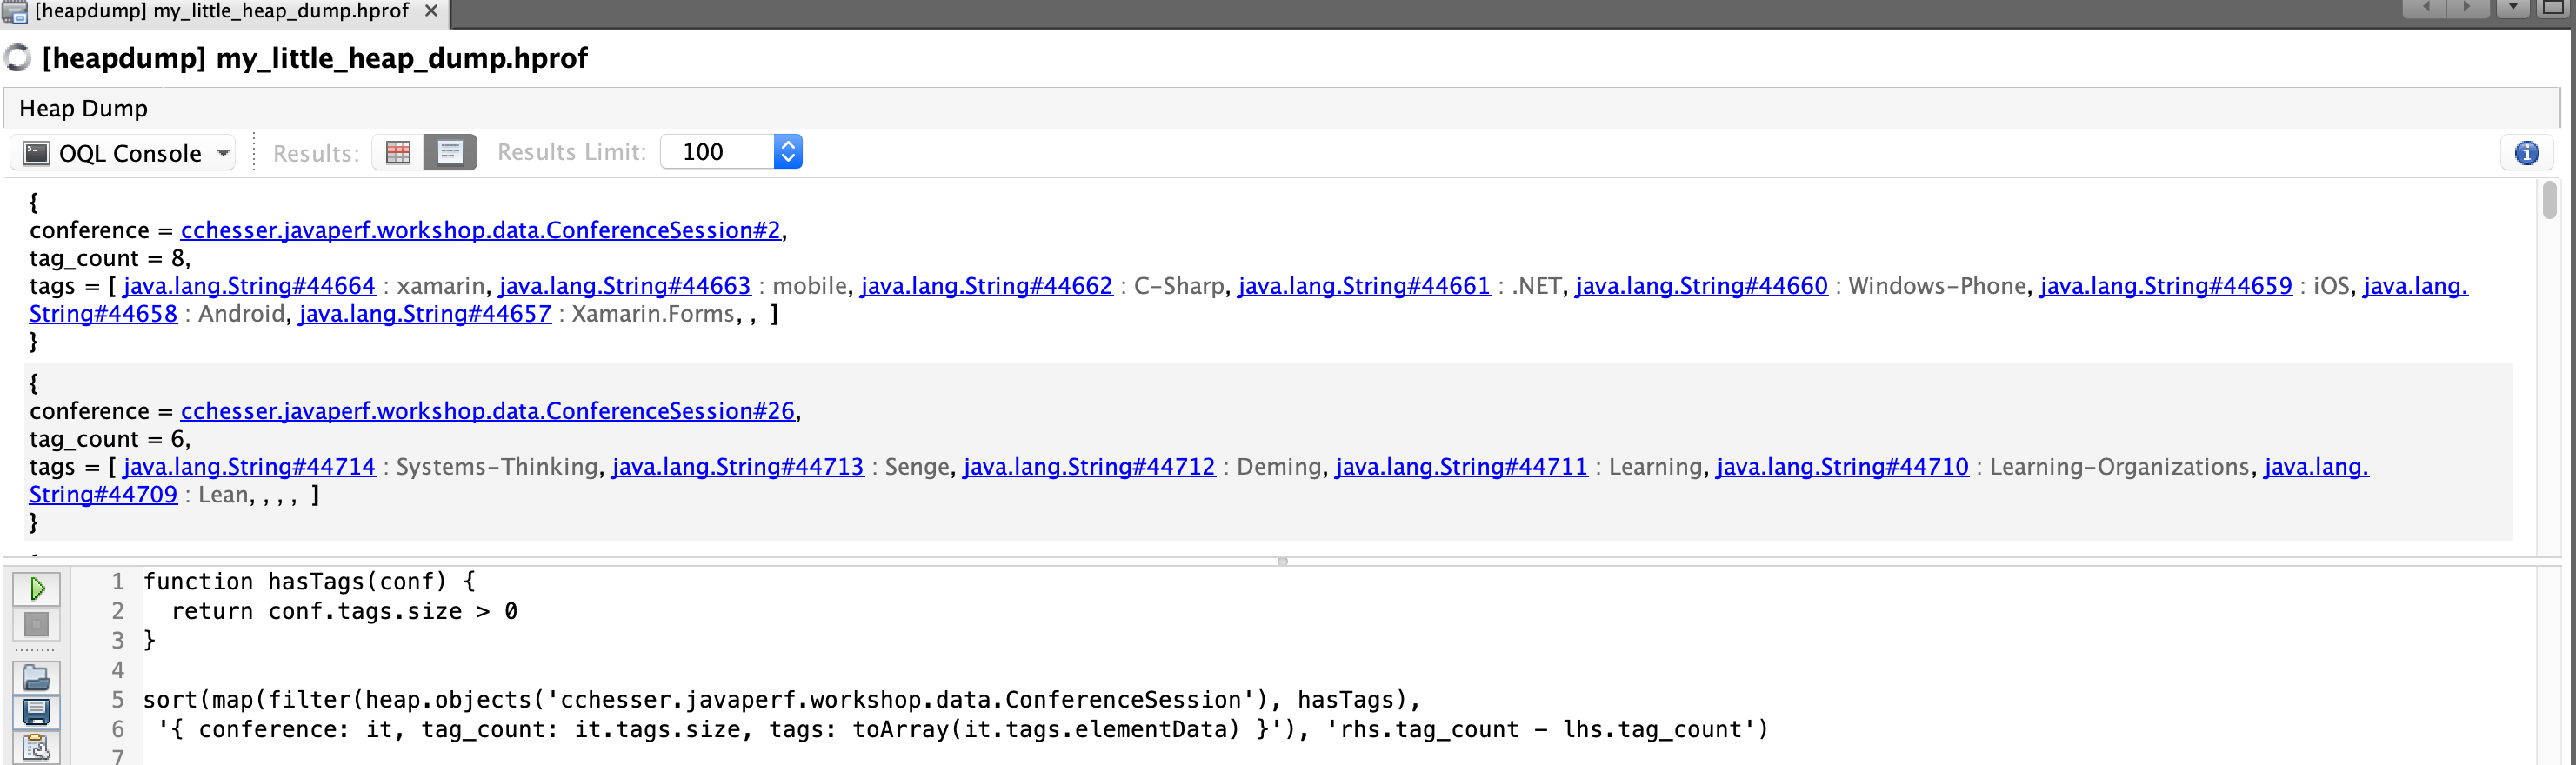 [heapdump] my_little_heap_dump.hprof ×
[heapdump] my_little_heap_dump.hprof
Heap Dump
OQL Console Results: Results Limit: 100
{
conference = cchesser.javaperf.workshop.data.ConferenceSession#2,
tag_count = 8,
tags = [ java.lang.String#44664 : xamarin, java.lang.String#44663 : mobile, java.lang.String#44662 : C-Sharp, java.lang.String#44661 : .NET, java.lang.String#44660 : Windows-Phone, java.lang.String#44659 : iOS, java.lang.
String#44658 : Android, java.lang.String#44657 : Xamarin.Forms, , ]
}
{
conference = cchesser.javaperf.workshop.data.ConferenceSession#26,
tag_count = 6,
tags = [ java.lang.String#44714 : Systems-Thinking, java.lang.String#44713 : Senge, java.lang.String#44712 : Deming, java.lang.String#44711 : Learning, java.lang.String#44710 : Learning-Organizations, java.lang.
String#44709 : Lean, , , , ]
}
1 function hasTags(conf) {
2 return conf.tags.size > 0
3 }
4
5 sort(map(filter(heap.objects('cchesser.javaperf.workshop.data.ConferenceSession'), hasTags),
6 '{ conference: it, tag_count: it.tags.size, tags: toArray(it.tags.elementData) }'), 'rhs.tag_count - lhs.tag_count')
7